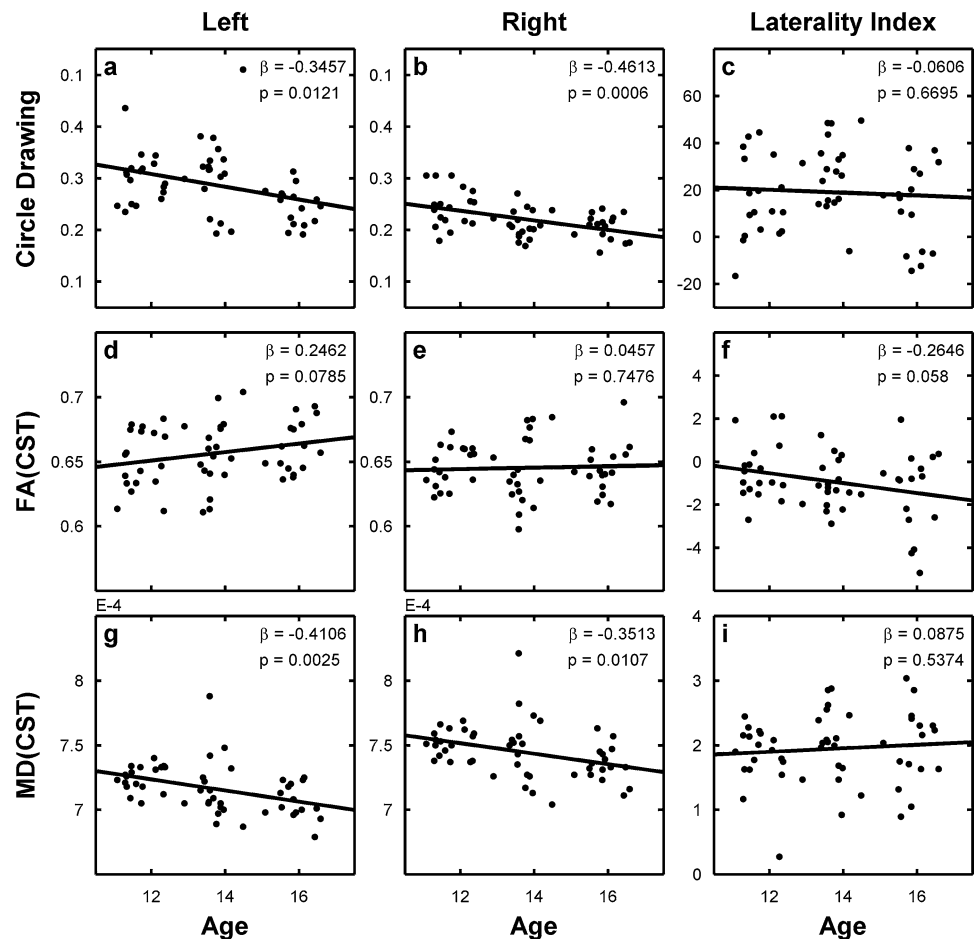 Left
Right
Laterality Index
Circle Drawing
a
β = -0.3457
p = 0.0121
0.1
0.4
0.3
0.2
0.1
b
β = -0.4613
p = 0.0006
0.1
0.4
0.3
0.2
0.1
c
β = -0.0606
p = 0.6695
60
40
20
0
-20
FA(CST)
d
β = 0.2462
p = 0.0785
0.7
0.65
0.6
e
β = 0.0457
p = 0.7476
0.7
0.65
0.6
f
β = -0.2646
p = 0.058
4
2
-0
-2
-4
MD(CST)
E-4
g
β = -0.4106
p = 0.0025
8
7.5
7
12
14
16
Age
E-4
h
β = -0.3513
p = 0.0107
8
7.5
7
12
14
16
Age
i
β = 0.0875
p = 0.5374
4
3
2
1
0
12
14
16
Age